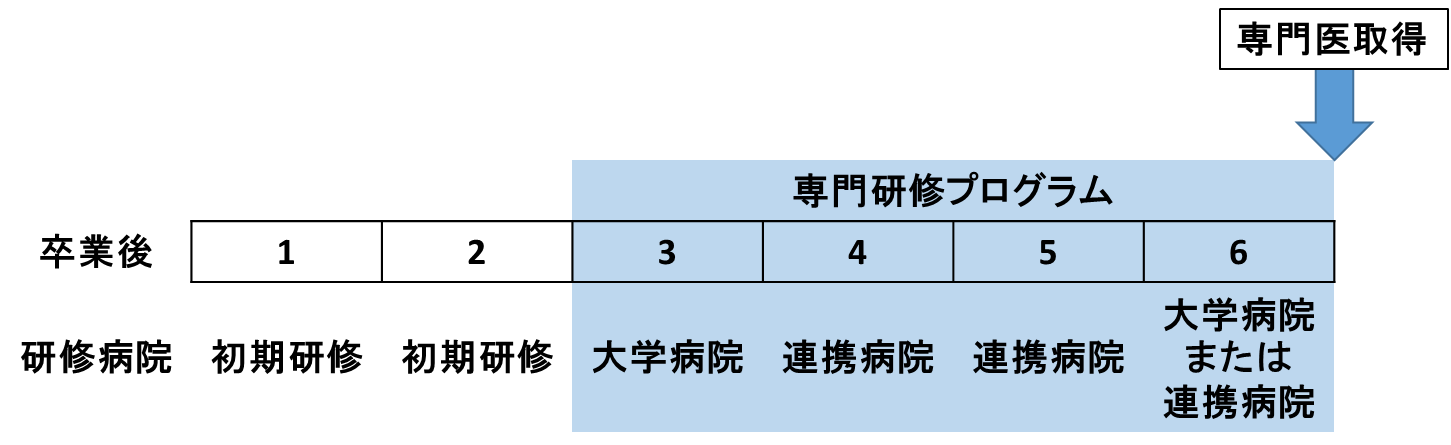 専門医取得
専門研修プログラム
卒業後 1 2 3 4 5 6
研修病院 初期研修 初期研修 大学病院 連携病院 連携病院 大学病院
または
連携病院